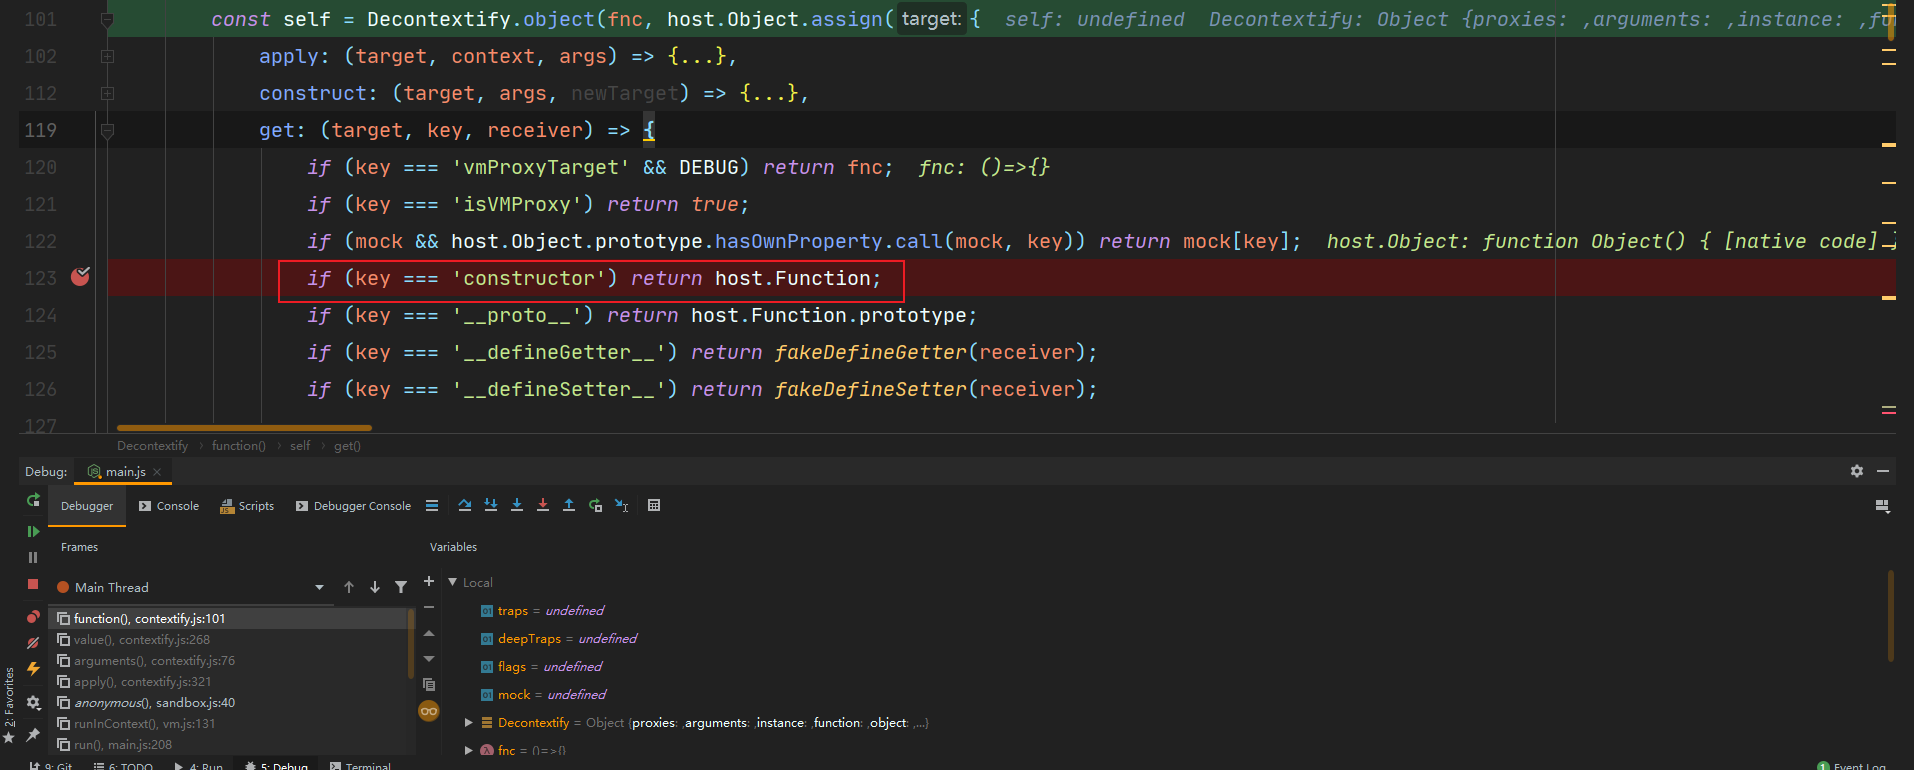 101 const self = Decontextify.object(fnc, host.Object.assign( target: { self: undefined Decontextify: Object {proxies: ,arguments: ,instance: ,fu
102 apply: (target, context, args) => {...},
112 construct: (target, args, newTarget) => {...},
119 get: (target, key, receiver) => {
120 if (key === 'vmProxyTarget' && DEBUG) return fnc; fnc: ()=>{}
121 if (key === 'isVMProxy') return true;
122 if (mock && host.Object.prototype.hasOwnProperty.call(mock, key)) return mock[key]; host.Object: function Object() { [native code] }
123 if (key === 'constructor') return host.Function;
124 if (key === '__proto__') return host.Function.prototype;
125 if (key === '__defineGetter__') return fakeDefineGetter(receiver);
126 if (key === '__defineSetter__') return fakeDefineSetter(receiver);
127
Decontextify › function() › self › get()
Debug: main.js
Debugger Console Scripts Debugger Console
Frames Variables
Main Thread
Local
function(), contextify.js:101
value(), contextify.js:268
arguments(), contextify.js:76
apply(), contextify.js:321
anonymous(), sandbox.js:40
runInContext(), vm.js:131
run(), main.js:208
traps = undefined
deepTraps = undefined
flags = undefined
mock = undefined
Decontextify = Object {proxies: ,arguments: ,instance: ,function: ,object: ,...}
fnc = ()=>{}
2: Favorites
9: Git 6: TODO 4: Run 5: Debug Terminal 1 Event Log